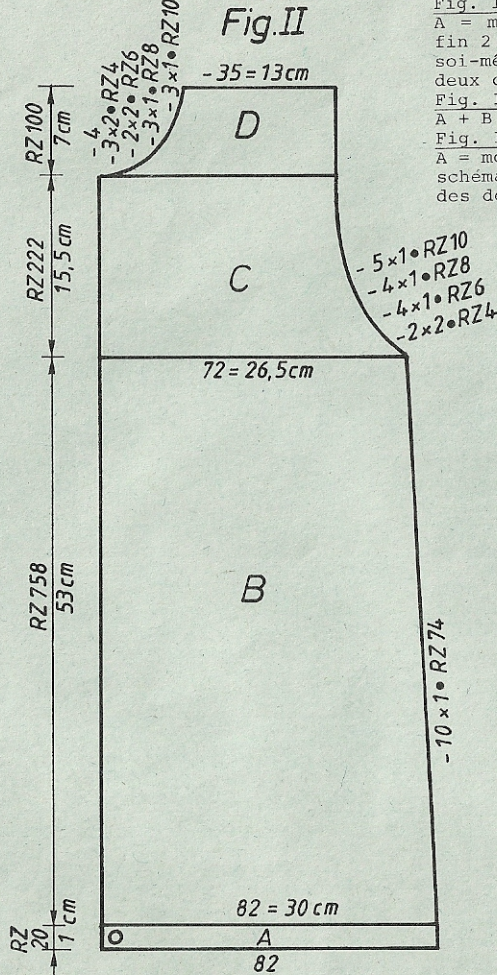 Fig.II
Fig. I
A = m
fin 2
soi-mê
deux c
Fig. I
A + B
Fig. I
A = mo
schéma
des de
-4
-3×2•RZ4
-2×2•RZ6
-3×1•RZ8
-3×1•RZ10
-35=13cm
RZ100
7cm
D
RZ222
15,5cm
C
-5×1•RZ10
-4×1•RZ8
-4×1•RZ6
-2×2•RZ4
72=26,5cm
RZ758
53cm
B
-10×1•RZ74
82=30cm
RZ
20
1cm
O
A
82